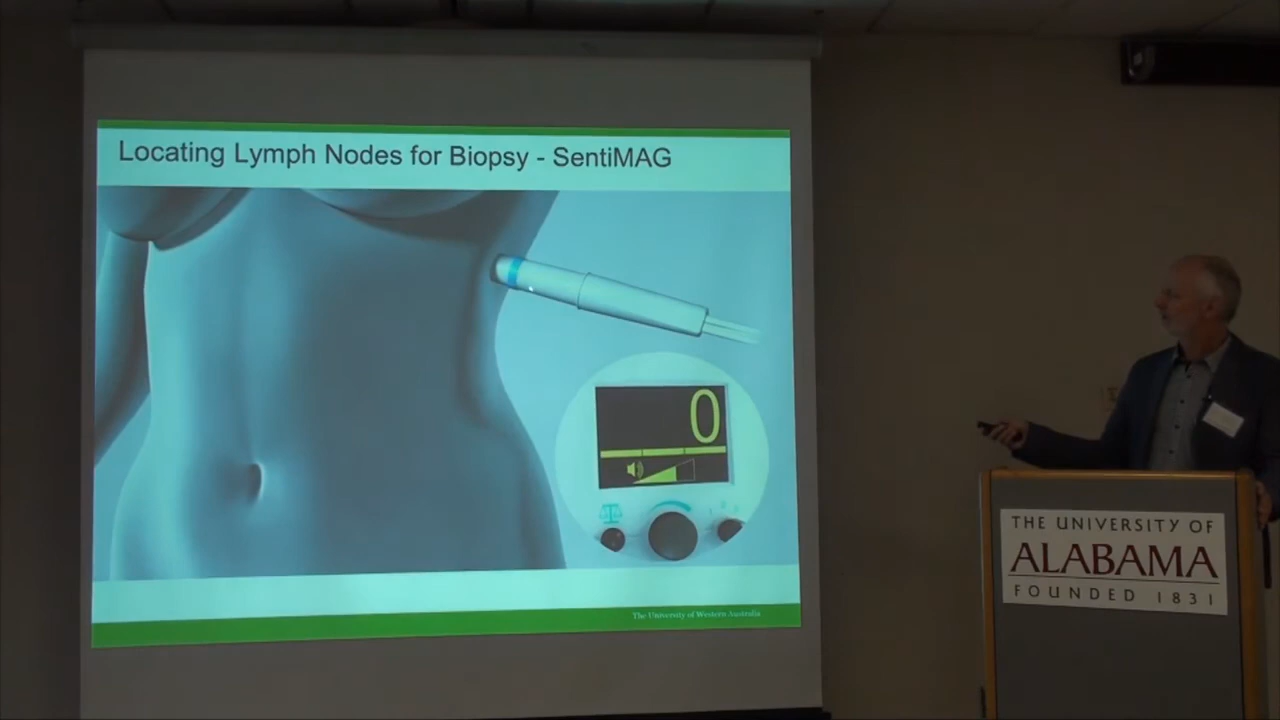 Locating Lymph Nodes for Biopsy - SentiMAG
0
The University of Western Australia
THE UNIVERSITY OF
ALABAMA
FOUNDED 1831